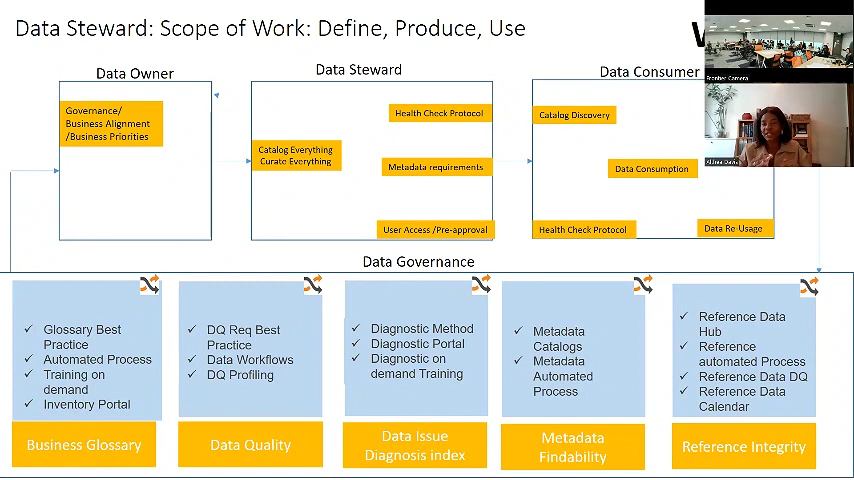 Data Steward: Scope of Work: Define, Produce, Use
Data Owner
Data Steward
Data Consumer
Frontier Camera
Governance/
Business Alignment
/Business Priorities
Health Check Protocol
Catalog Everything
Curate Everything
Metadata requirements
User Access /Pre-approval
Catalog Discovery
Data Consumption
Health Check Protocol
Data Re-Usage
Data Governance
✓ Glossary Best
Practice
✓ Automated Process
✓ Training on
demand
✓ Inventory Portal
Business Glossary
✓ DQ Req Best
Practice
✓ Data Workflows
✓ DQ Profiling
Data Quality
✓ Diagnostic Method
✓ Diagnostic Portal
✓ Diagnostic on
demand Training
Data Issue
Diagnosis index
✓ Metadata
Catalogs
✓ Metadata
Automated
Process
Metadata
Findability
✓ Reference Data
Hub
✓ Reference
automated Process
✓ Reference Data DQ
✓ Reference Data
Calendar
Reference Integrity